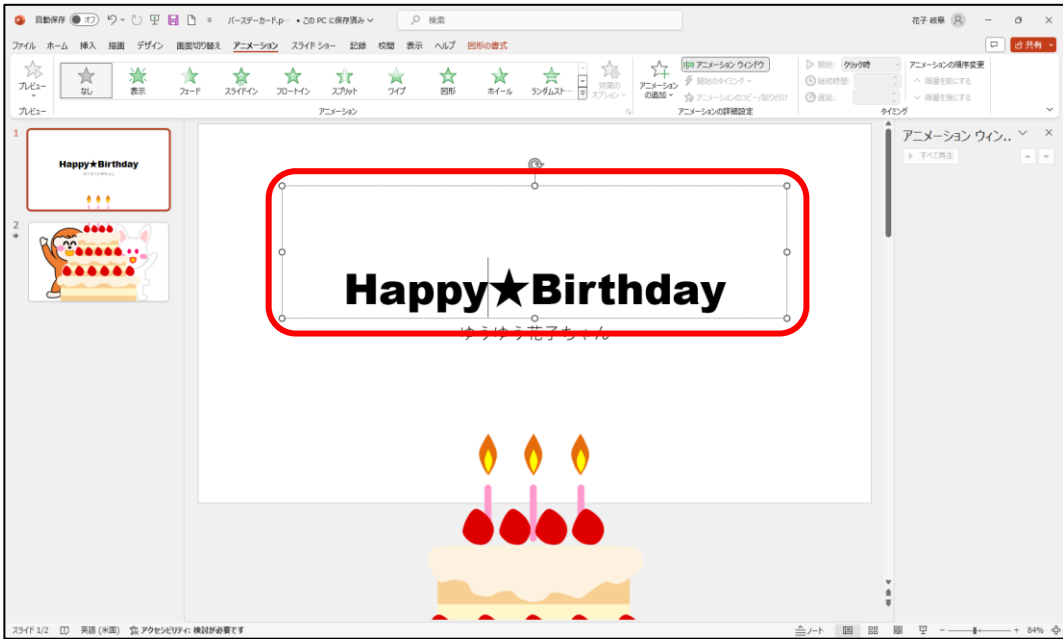 自動保存 オフ バースデーカード.p… • この PC に保存済み 検索 花子 岐阜
ファイル ホーム 挿入 描画 デザイン 画面切り替え アニメーション スライド ショー 記録 校閲 表示 ヘルプ 図形の書式 共有
プレビュー
なし 表示 フェード スライドイン フロートイン スプリット ワイプ 図形 ホイール ランダムスト…
効果のオプション
アニメーションの追加
アニメーション ウィンドウ
開始のタイミング
アニメーションのコピー/貼り付け
開始: クリック時
継続時間:
遅延:
アニメーションの順序変更
順番を前にする
順番を後にする
プレビュー アニメーション アニメーションの詳細設定 タイミング
1
Happy★Birthday
ゆうゆう花子ちゃん
2
Happy★Birthday
ゆうゆう花子ちゃん
アニメーション ウィン..
すべて再生
スライド 1/2 英語 (米国) アクセシビリティ: 検討が必要です ノート 84%